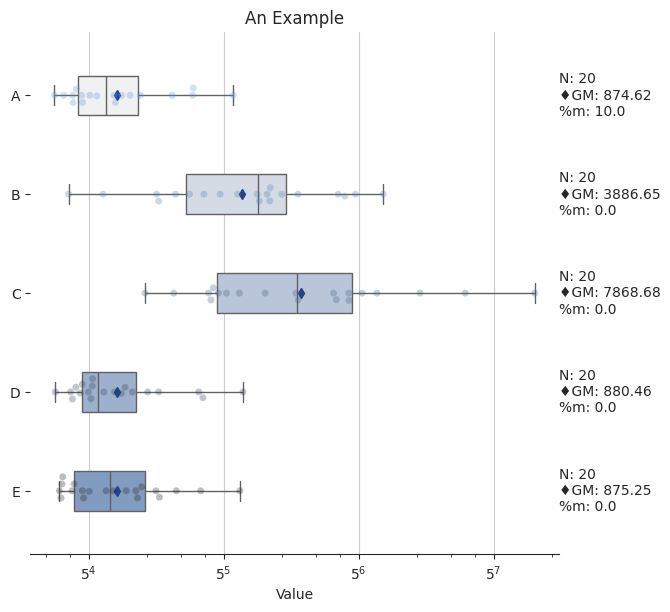 An Example
A
N: 20
♦GM: 874.62
%m: 10.0
B
N: 20
♦GM: 3886.65
%m: 0.0
C
N: 20
♦GM: 7868.68
%m: 0.0
D
N: 20
♦GM: 880.46
%m: 0.0
E
N: 20
♦GM: 875.25
%m: 0.0
5⁴ 5⁵ 5⁶ 5⁷
Value